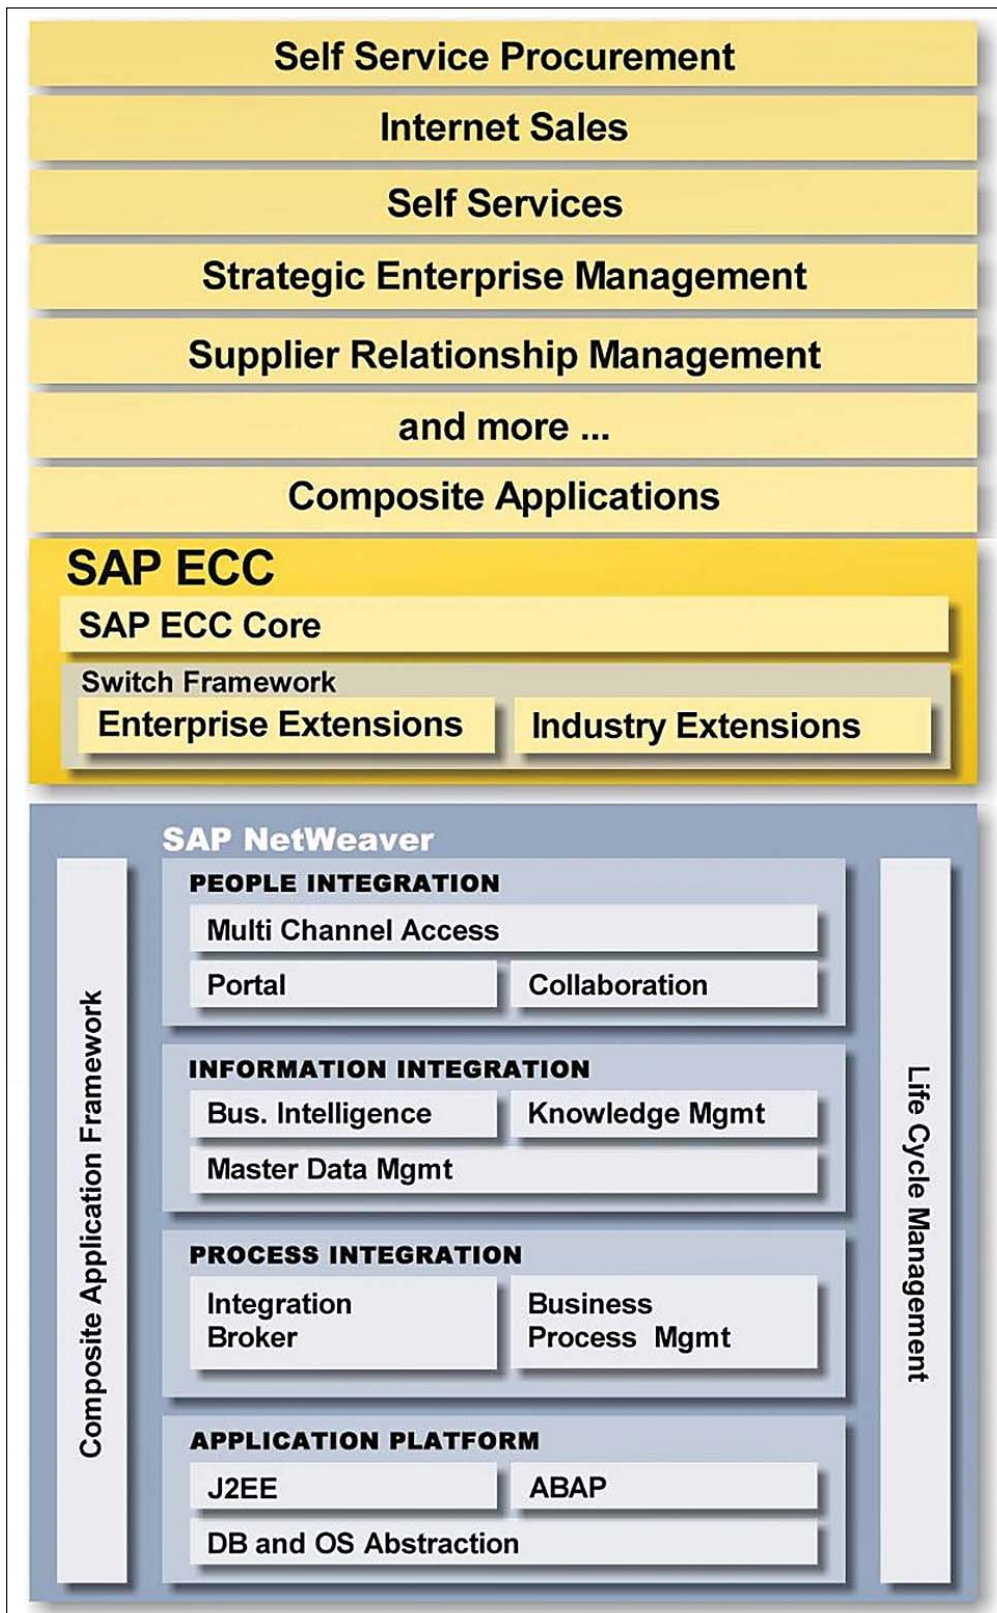 Self Service Procurement
Internet Sales
Self Services
Strategic Enterprise Management
Supplier Relationship Management
and more ...
Composite Applications
SAP ECC
SAP ECC Core
Switch Framework
Enterprise Extensions
Industry Extensions
SAP NetWeaver
Composite Application Framework
PEOPLE INTEGRATION
Multi Channel Access
Portal
Collaboration
INFORMATION INTEGRATION
Bus. Intelligence
Knowledge Mgmt
Master Data Mgmt
PROCESS INTEGRATION
Integration
Broker
Business
Process Mgmt
APPLICATION PLATFORM
J2EE
ABAP
DB and OS Abstraction
Life Cycle Management